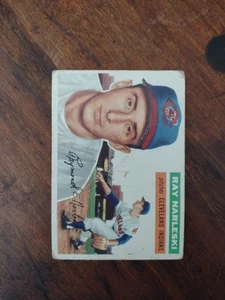 RAY NARLESKI
pitcher CLEVELAND INDIANS